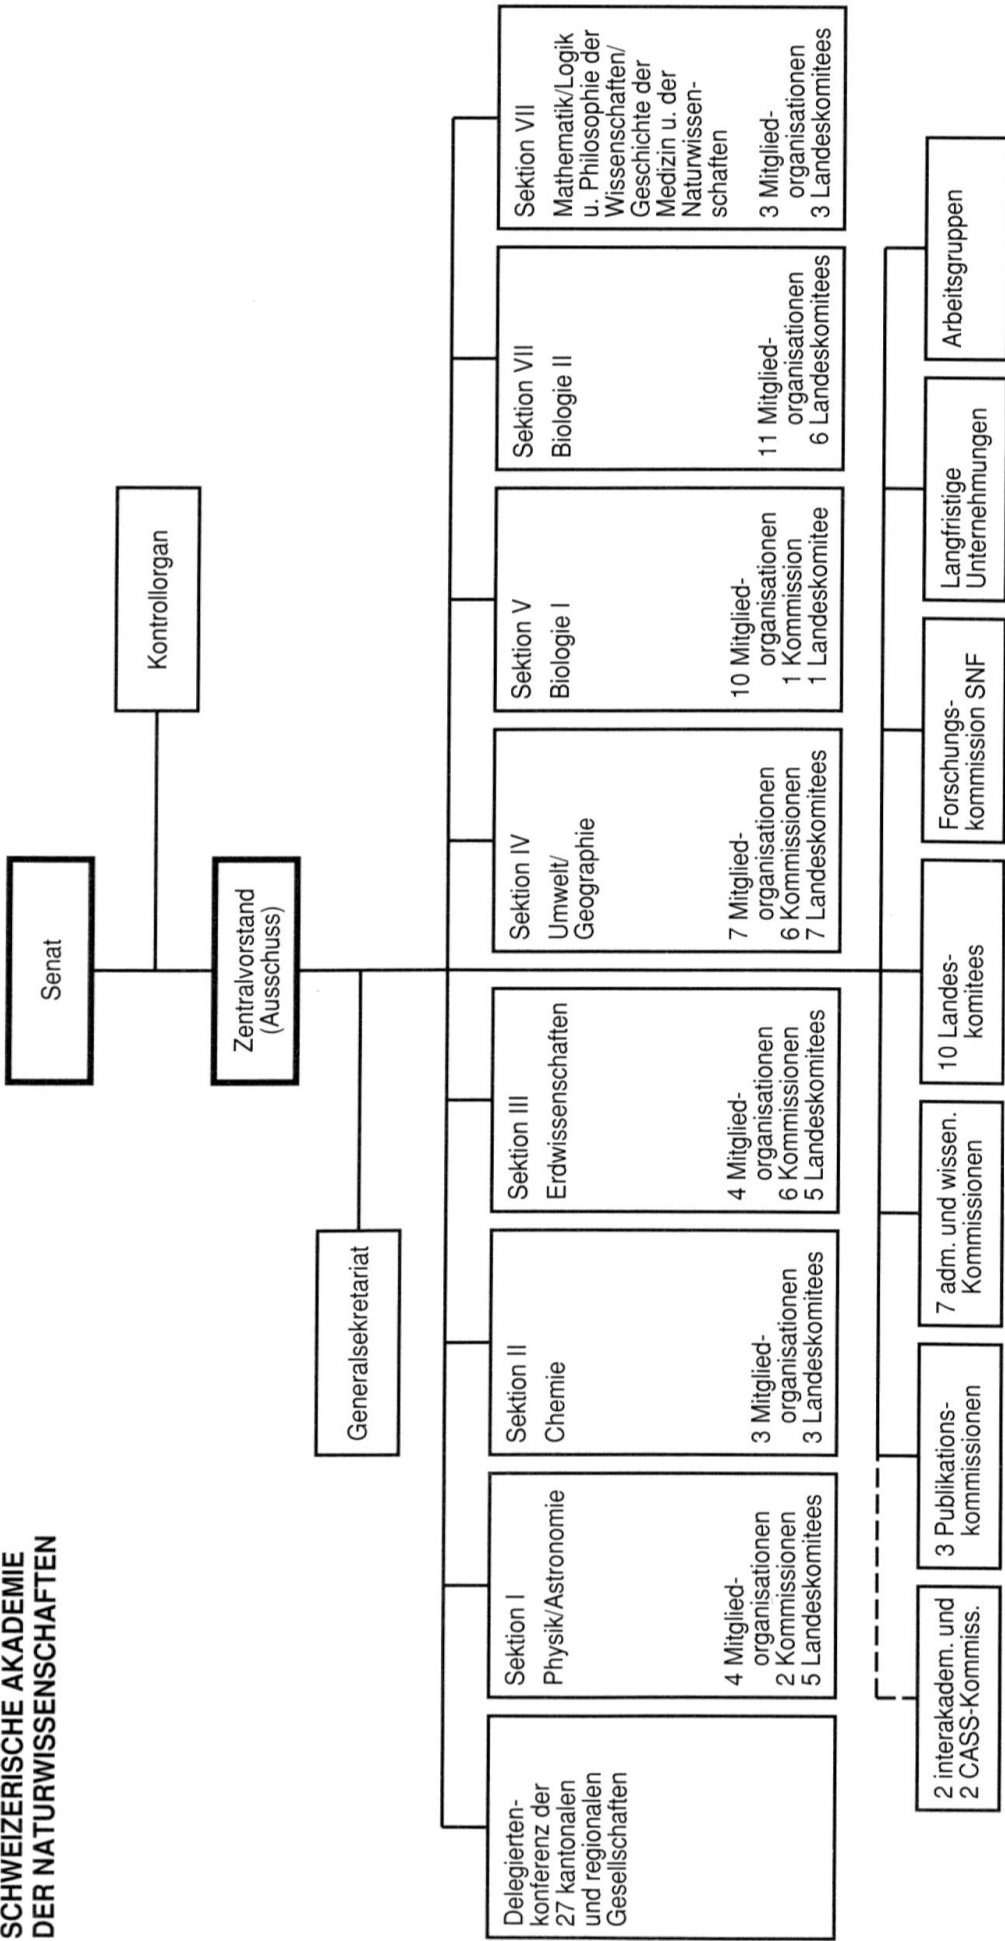 SCHWEIZERISCHE AKADEMIE
DER NATURWISSENSCHAFTEN
Senat
Kontrollorgan
Zentralvorstand
(Ausschuss)
Generalsekretariat
Delegierten-
konferenz der
27 kantonalen
und regionalen
Gesellschaften
Sektion I
Physik/Astronomie
4 Mitglied-
organisationen
2 Kommissionen
5 Landeskomitees
Sektion II
Chemie
3 Mitglied-
organisationen
3 Landeskomitees
Sektion III
Erdwissenschaften
4 Mitglied-
organisationen
6 Kommissionen
5 Landeskomitees
Sektion IV
Umwelt/
Geographie
7 Mitglied-
organisationen
6 Kommissionen
7 Landeskomitees
Sektion V
Biologie I
10 Mitglied-
organisationen
1 Kommission
1 Landeskomitee
Sektion VII
Biologie II
11 Mitglied-
organisationen
6 Landeskomitees
Sektion VII
Mathematik/Logik
u. Philosophie der
Wissenschaften/
Geschichte der
Medizin u. der
Naturwissen-
schaften
3 Mitglied-
organisationen
3 Landeskomitees
2 interakadem. und
2 CASS-Kommiss.
3 Publikations-
kommissionen
7 adm. und wissen.
Kommissionen
10 Landes-
komitees
Forschungs-
kommission SNF
Langfristige
Unternehmungen
Arbeitsgruppen